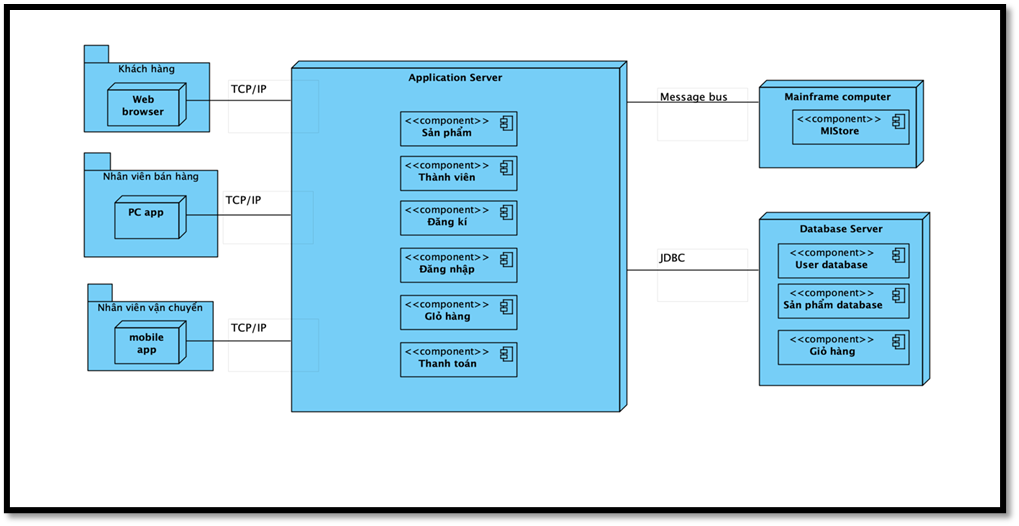 Khách hàng
Web
browser
TCP/IP
Nhân viên bán hàng
PC app
TCP/IP
Nhân viên vận chuyển
mobile
app
TCP/IP
Application Server
<<component>>
Sản phẩm
<<component>>
Thành viên
<<component>>
Đăng kí
<<component>>
Đăng nhập
<<component>>
Giỏ hàng
<<component>>
Thanh toán
Message bus
Mainframe computer
<<component>>
MIStore
JDBC
Database Server
<<component>>
User database
<<component>>
Sản phẩm database
<<component>>
Giỏ hàng